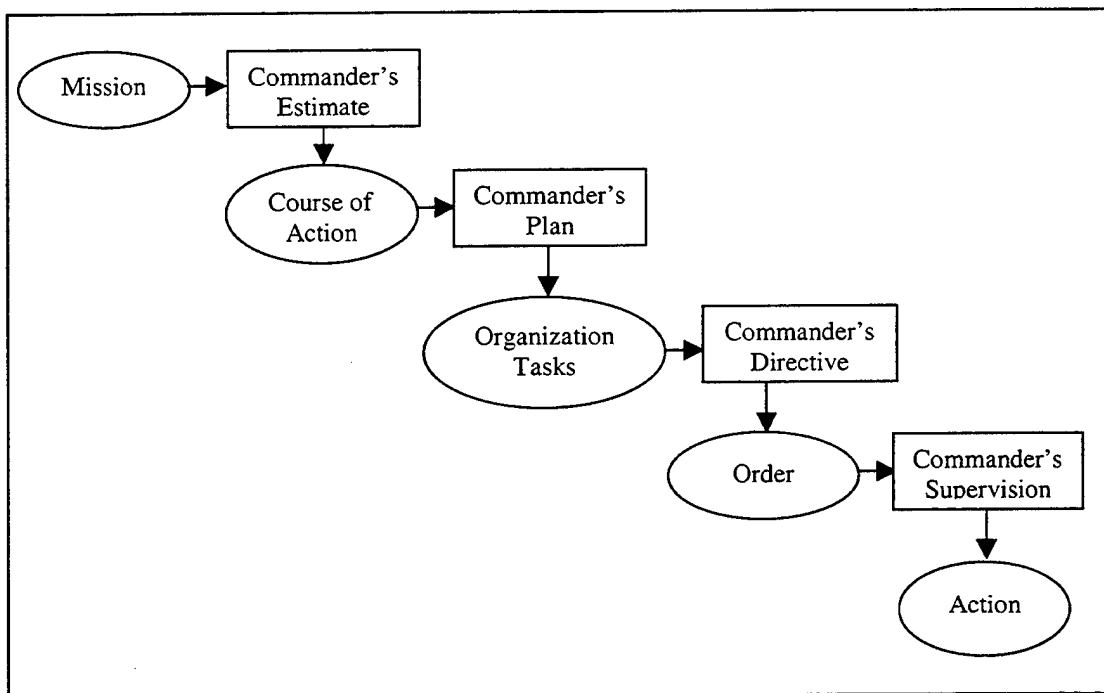 Mission
Commander's
Estimate
Course of
Action
Commander's
Plan
Organization
Tasks
Commander's
Directive
Order
Commander's
Supervision
Action